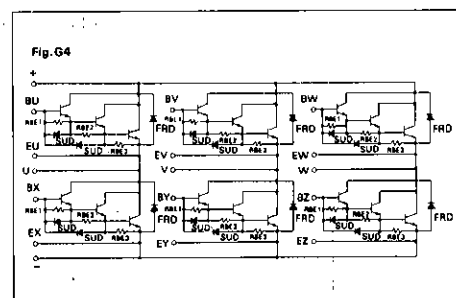 Fig.G4
+
BU BV BW
RBE1 RBE2 FRD RBE1 RBE2 FRD RBE1 RBE2 FRD
SUD SUD RBE3 SUD SUD RBE3 SUD SUD RBE3
EU EV EW
U V W
BX BY BZ
RBE1 RBE2 FRD RBE1 RBE2 FRD RBE1 RBE2 FRD
SUD SUD RBE3 SUD SUD RBE3 SUD SUD RBE3
EX EY EZ
−